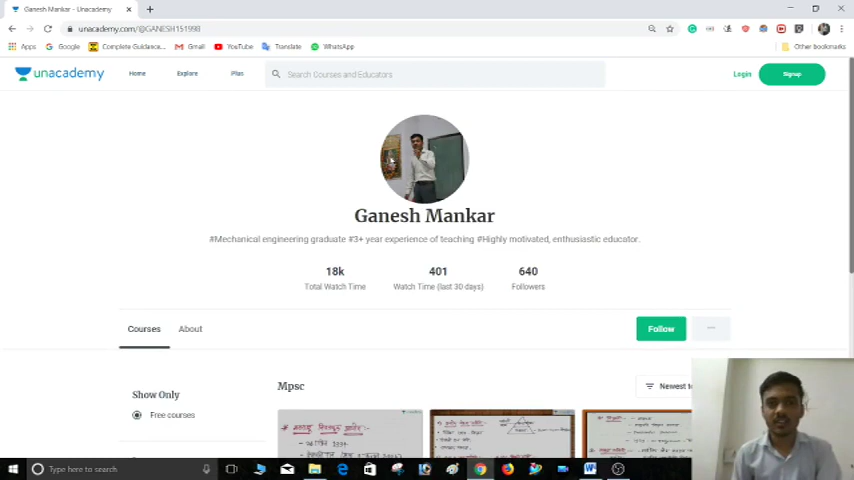 Ganesh Mankar - Unacademy
unacademy.com/@GANESH151998
Apps Google Complete Guidance... Gmail YouTube Translate WhatsApp Other bookmarks
unacademy Home Explore Plus Search Courses and Educators Login Signup
Ganesh Mankar
#Mechanical engineering graduate #3+ year experience of teaching #Highly motivated, enthusiastic educator.
18k 401 640
Total Watch Time Watch Time (last 30 days) Followers
Courses About Follow
Show Only
Mpsc
Newest to
Free courses
Type here to search